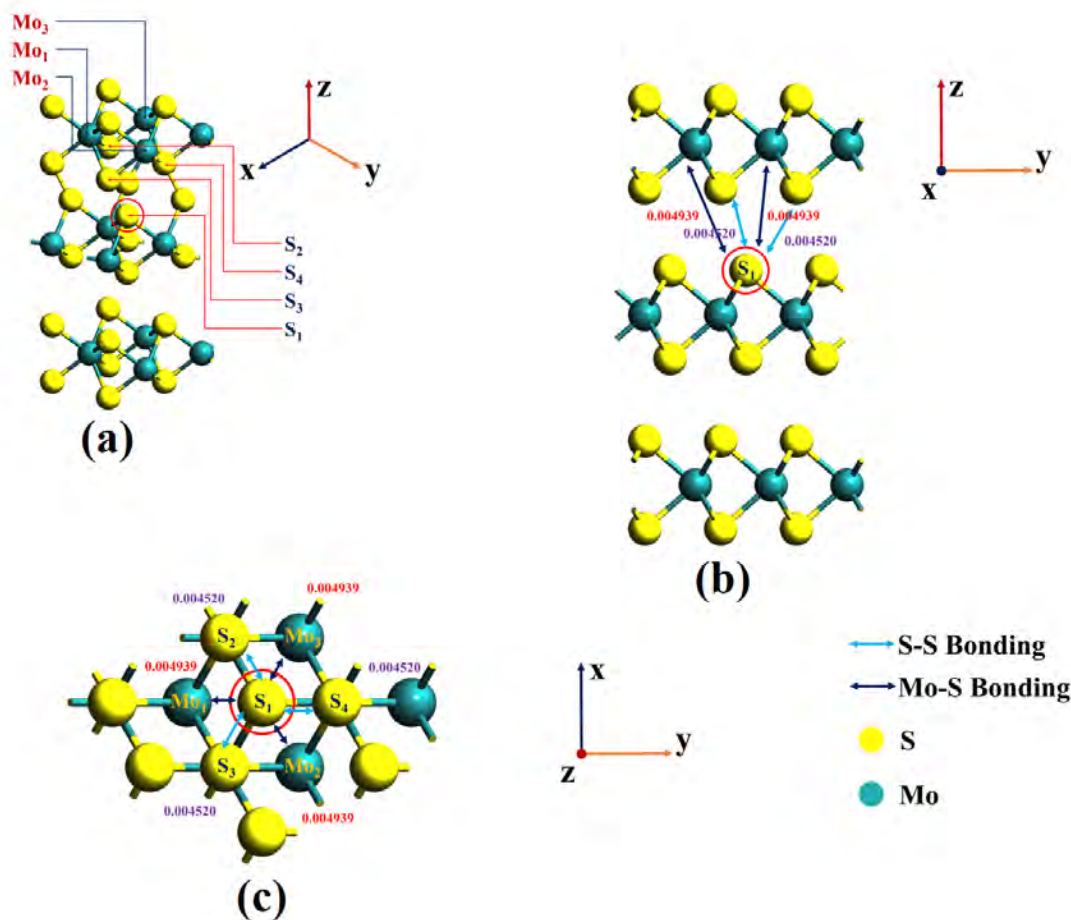 Mo₃
Mo₁
Mo₂
z
x
y
S₂
S₄
S₃
S₁
(a)
z
x
y
0.004939
0.004939
0.004520
0.004520
S₁
(b)
0.004939
0.004520
S₂
Mo₃
0.004939
0.004520
Mo₁
S₁
S₄
S₃
Mo₂
0.004520
0.004939
(c)
x
z
y
S-S Bonding
Mo-S Bonding
S
Mo